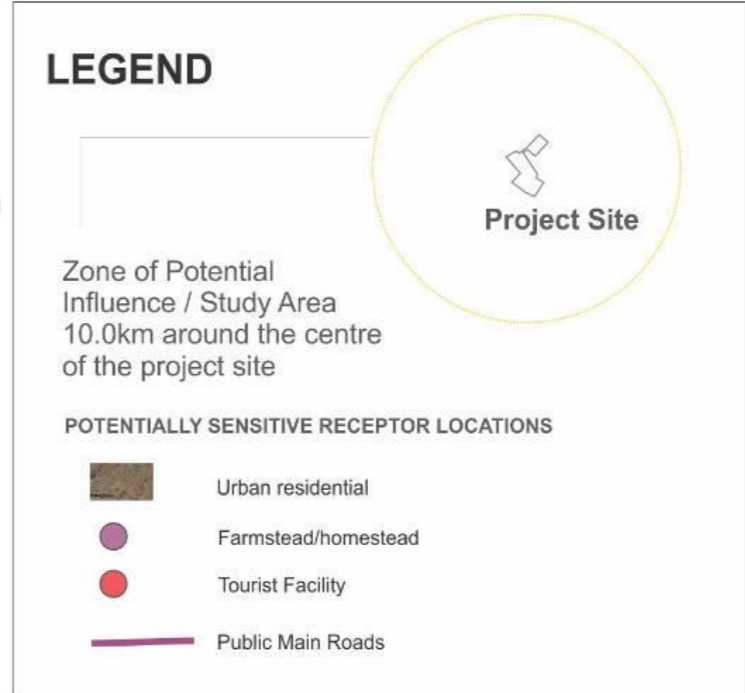 LEGEND
Project Site
Zone of Potential
Influence / Study Area
10.0km around the centre
of the project site
POTENTIALLY SENSITIVE RECEPTOR LOCATIONS
Urban residential
Farmstead/homestead
Tourist Facility
Public Main Roads